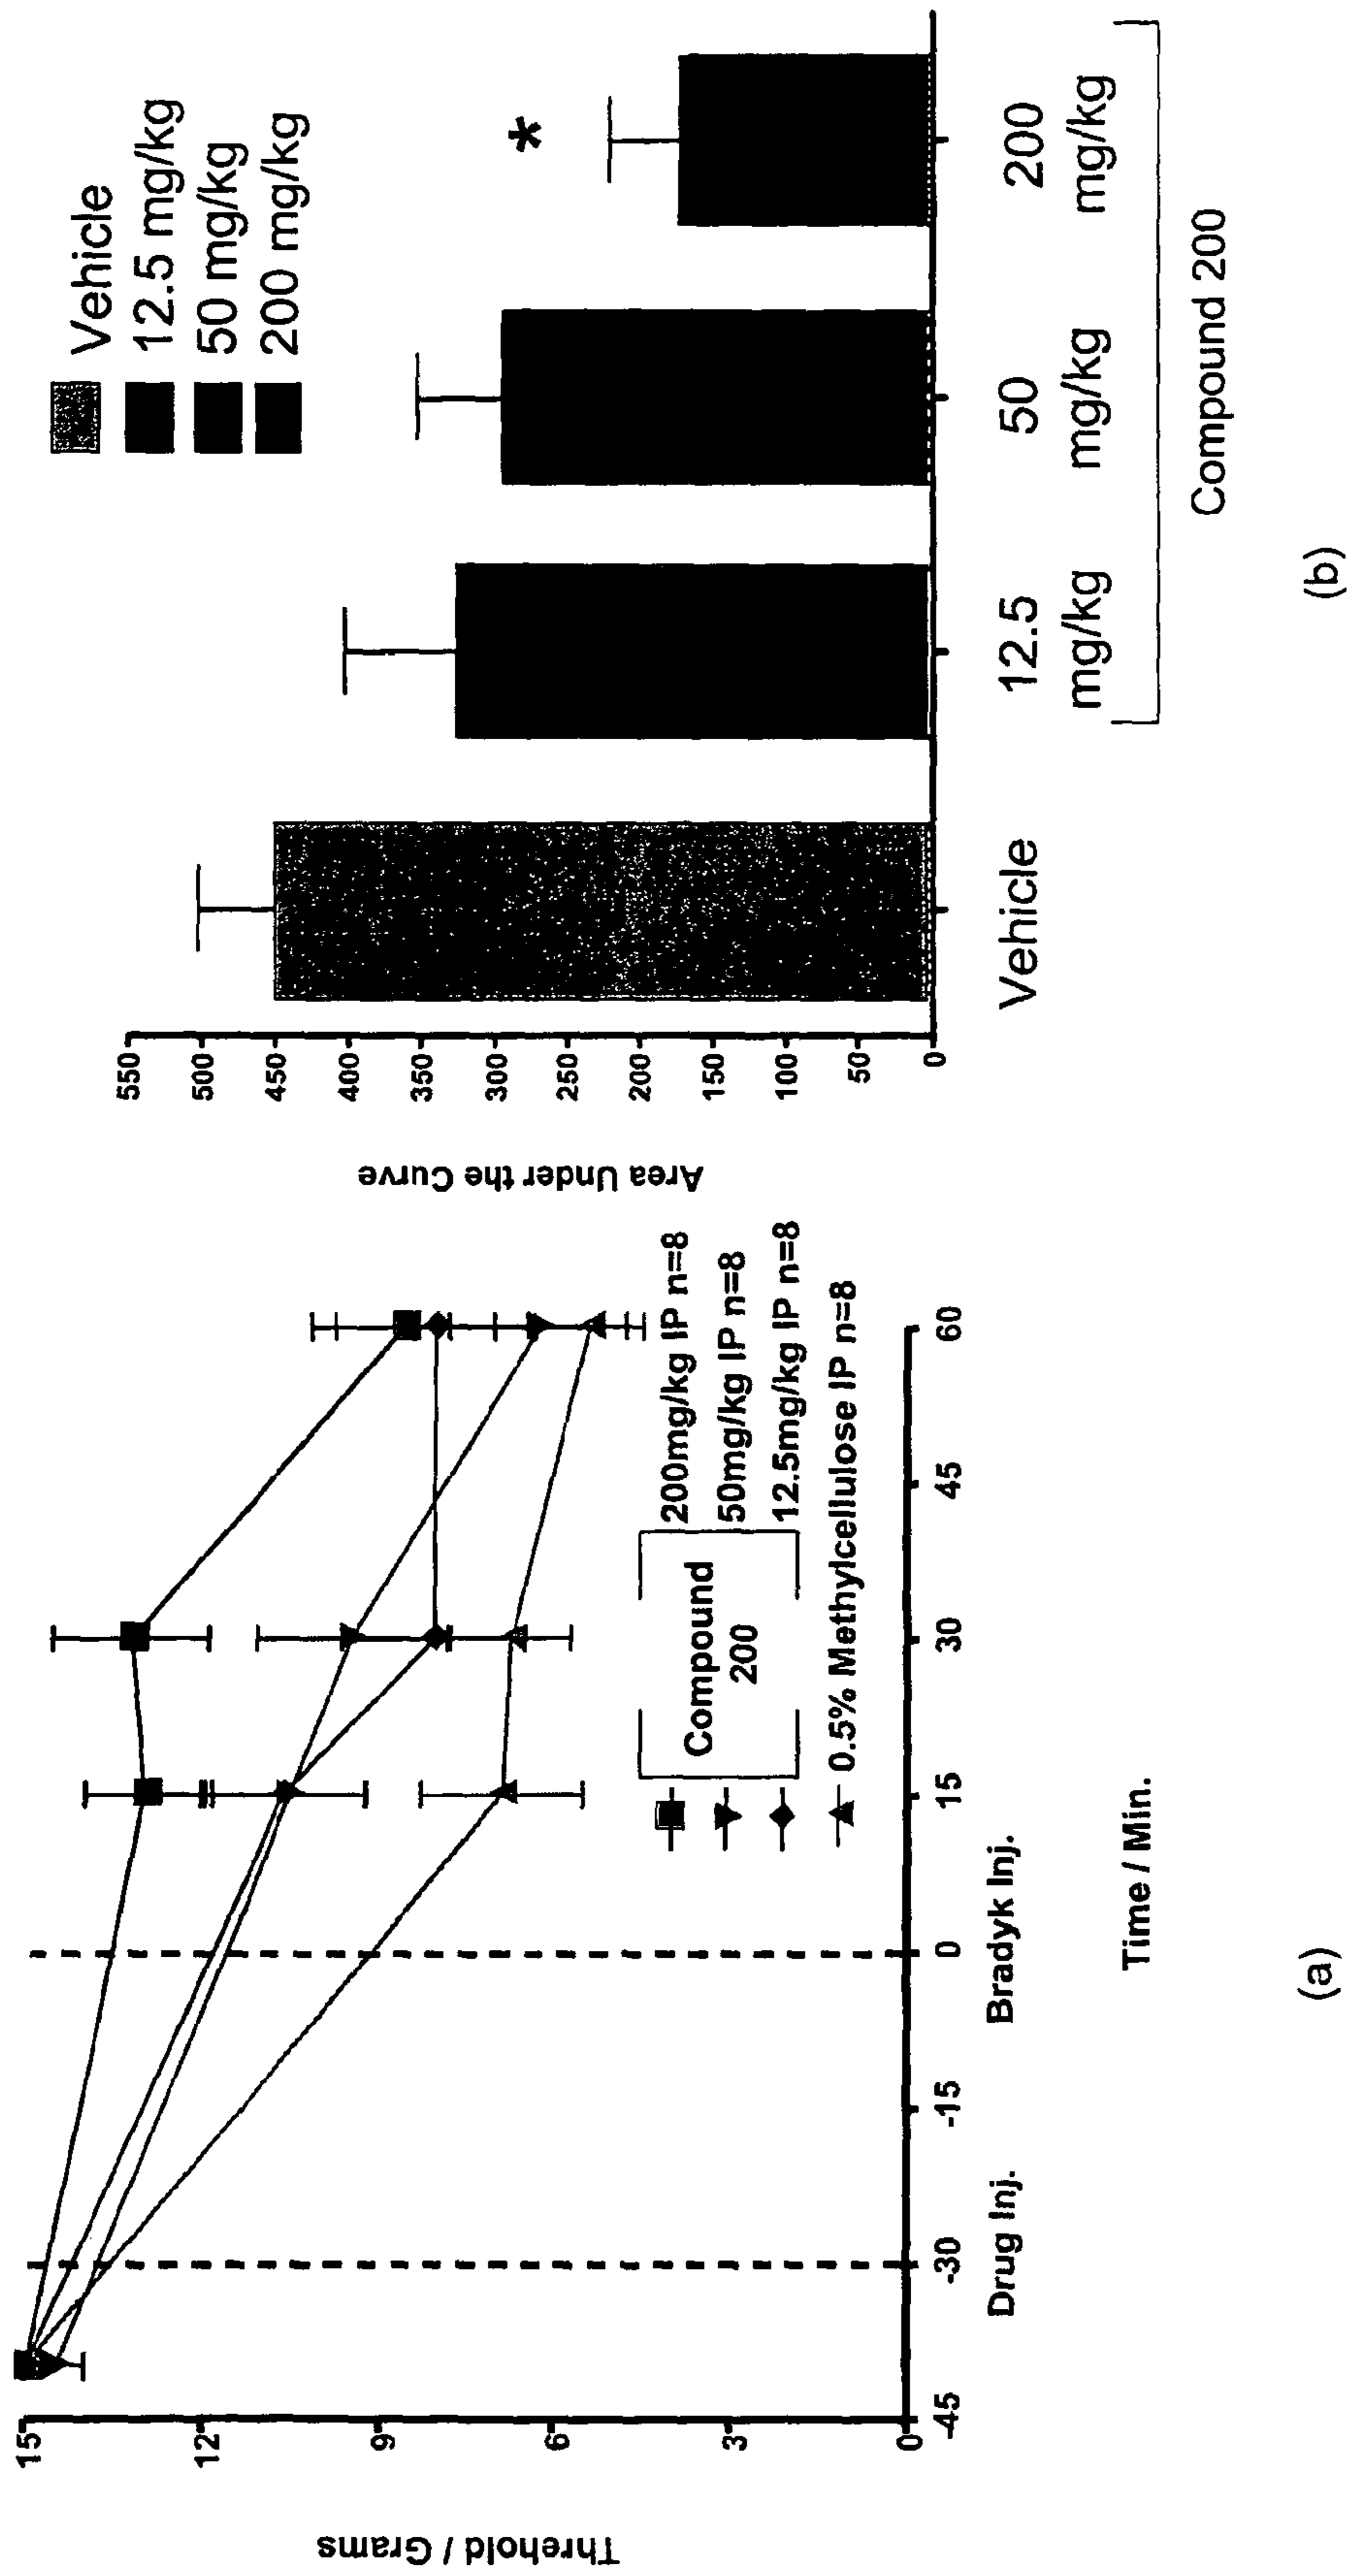 Threhold / Grams
15
12
9
6
3
0
-45
-30
-15
0
15
30
45
60
Drug Inj.
Bradyk Inj.
Time / Min.
Compound
200
200mg/kg IP n=8
50mg/kg IP n=8
12.5mg/kg IP n=8
0.5% Methylcellulose IP n=8
(a)
Area Under the Curve
550
500
450
400
350
300
250
200
150
100
50
0
Vehicle
12.5 mg/kg
50 mg/kg
200 mg/kg
*
Vehicle
12.5
mg/kg
50
mg/kg
200
mg/kg
Compound 200
(b)